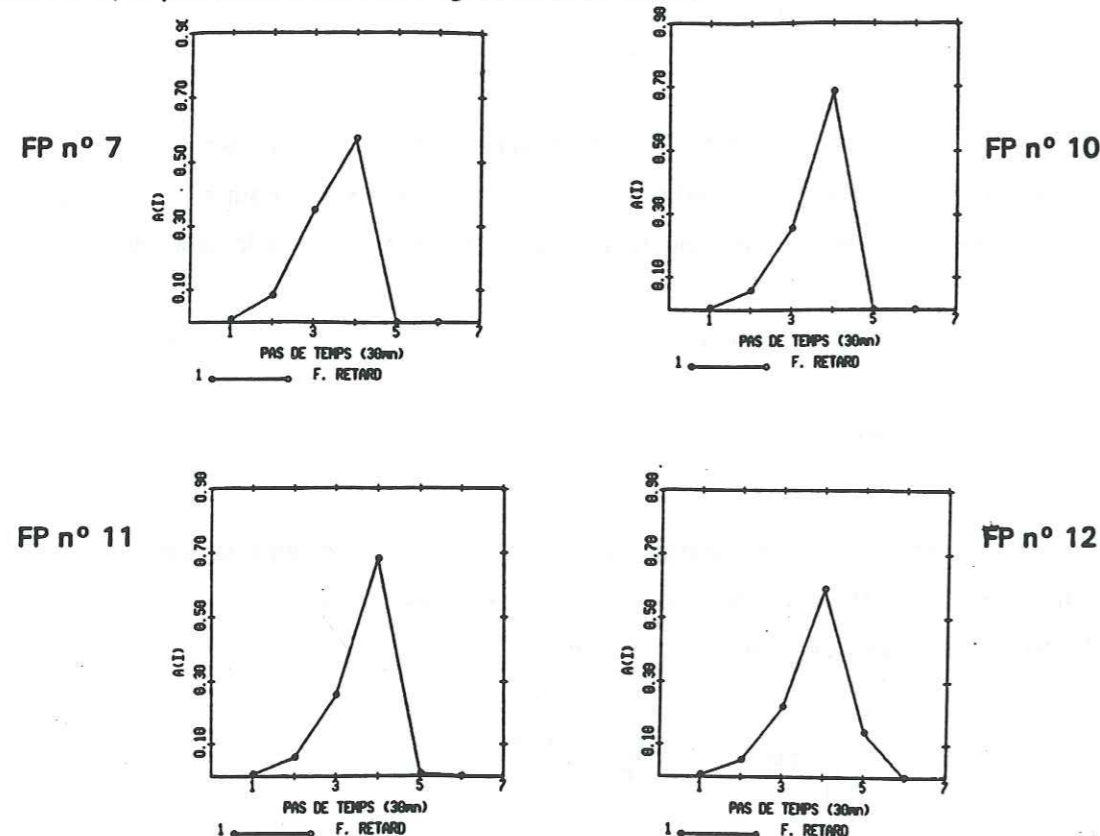 FP nº 7
0.90
0.70
0.50
0.30
0.10
A(I)
1 3 5 7
PAS DE TEMPS (30mn)
1 F. RETARD
FP nº 10
0.90
0.70
0.50
0.30
0.10
A(I)
1 3 5 7
PAS DE TEMPS (30mn)
1 F. RETARD
FP nº 11
0.90
0.70
0.50
0.30
0.10
A(I)
1 3 5 7
PAS DE TEMPS (30mn)
1 F. RETARD
FP nº 12
0.90
0.70
0.50
0.30
0.10
A(I)
1 3 5 7
PAS DE TEMPS (30mn)
1 F. RETARD